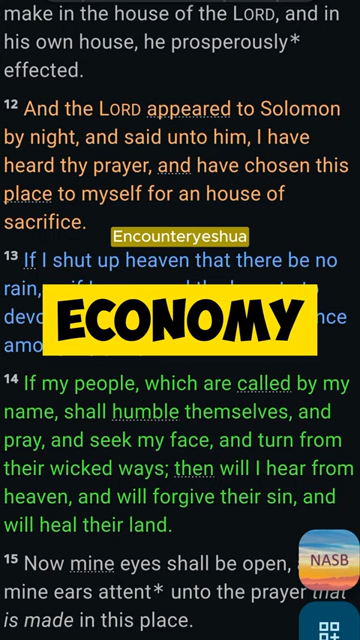 make in the house of the LORD, and in
his own house, he prosperously*
effected.
12 And the LORD appeared to Solomon
by night, and said unto him, I have
heard thy prayer, and have chosen this
place to myself for an house of
sacrifice.
Encounteryeshua
13 If I shut up heaven that there be no
rain,
ECONOMY
devo
nce
amo
14 If my people, which are called by my
name, shall humble themselves, and
pray, and seek my face, and turn from
their wicked ways; then will I hear from
heaven, and will forgive their sin, and
will heal their land.
15 Now mine eyes shall be open,
mine ears attent* unto the prayer that
is made in this place.
NASB